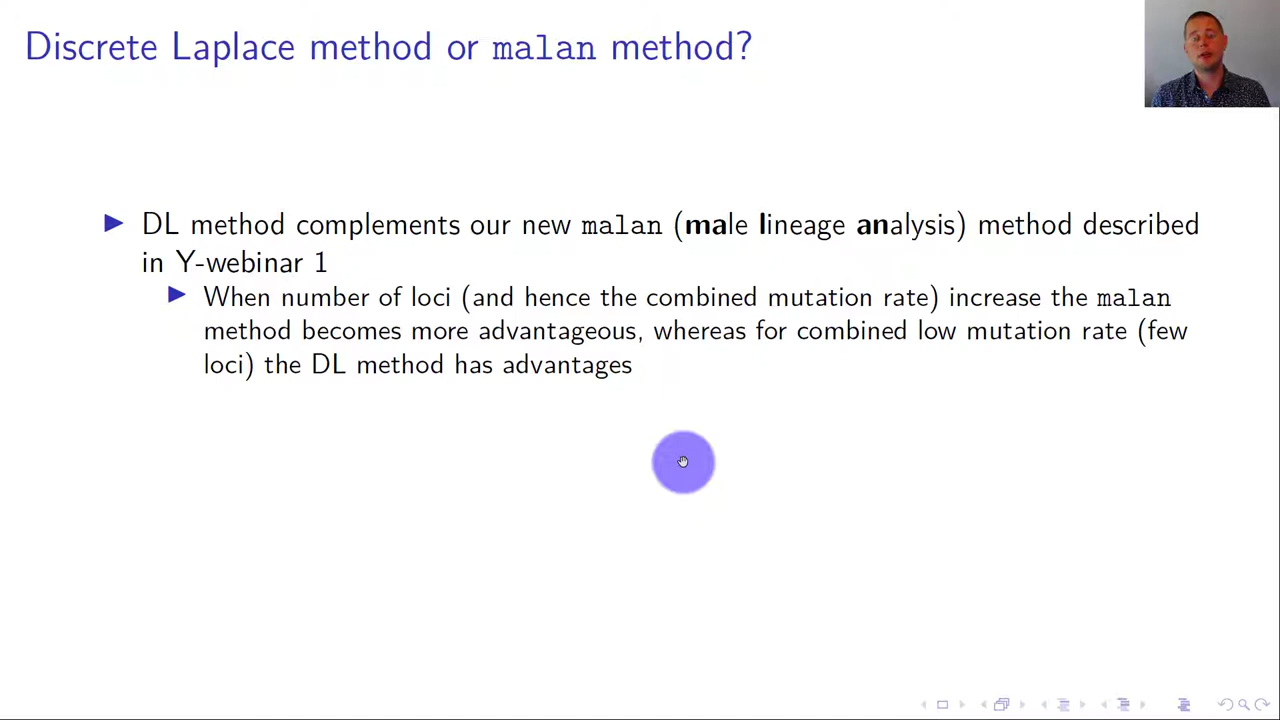 Discrete Laplace method or malan method?
DL method complements our new malan (male lineage analysis) method described
in Y-webinar 1
When number of loci (and hence the combined mutation rate) increase the malan
method becomes more advantageous, whereas for combined low mutation rate (few
loci) the DL method has advantages